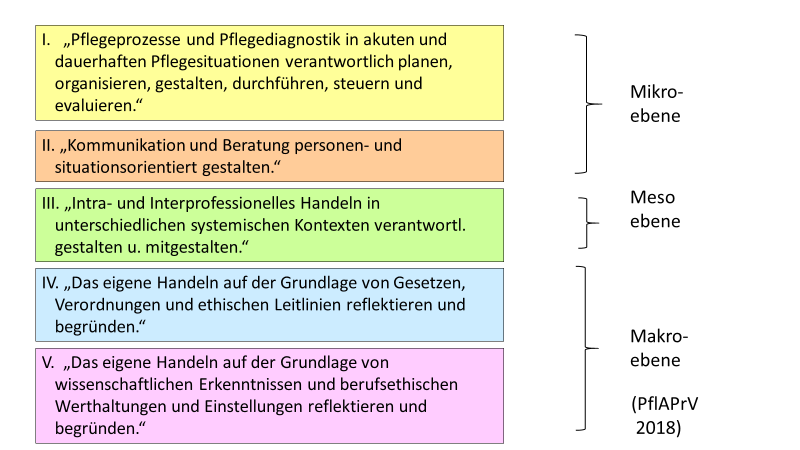 I. „Pflegeprozesse und Pflegediagnostik in akuten und
dauerhaften Pflegesituationen verantwortlich planen,
organisieren, gestalten, durchführen, steuern und
evaluieren.“
II. „Kommunikation und Beratung personen- und
situationsorientiert gestalten.“
Mikro-
ebene
III. „Intra- und Interprofessionelles Handeln in
unterschiedlichen systemischen Kontexten verantwortl.
gestalten u. mitgestalten.“
Meso
ebene
IV. „Das eigene Handeln auf der Grundlage von Gesetzen,
Verordnungen und ethischen Leitlinien reflektieren und
begründen.“
V. „Das eigene Handeln auf der Grundlage von
wissenschaftlichen Erkenntnissen und berufsethischen
Werthaltungen und Einstellungen reflektieren und
begründen.“
Makro-
ebene
(PflAPrV
2018)